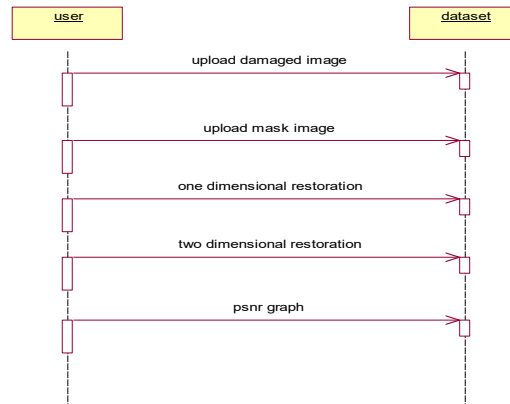 user
dataset
upload damaged image
upload mask image
one dimensional restoration
two dimensional restoration
psnr graph